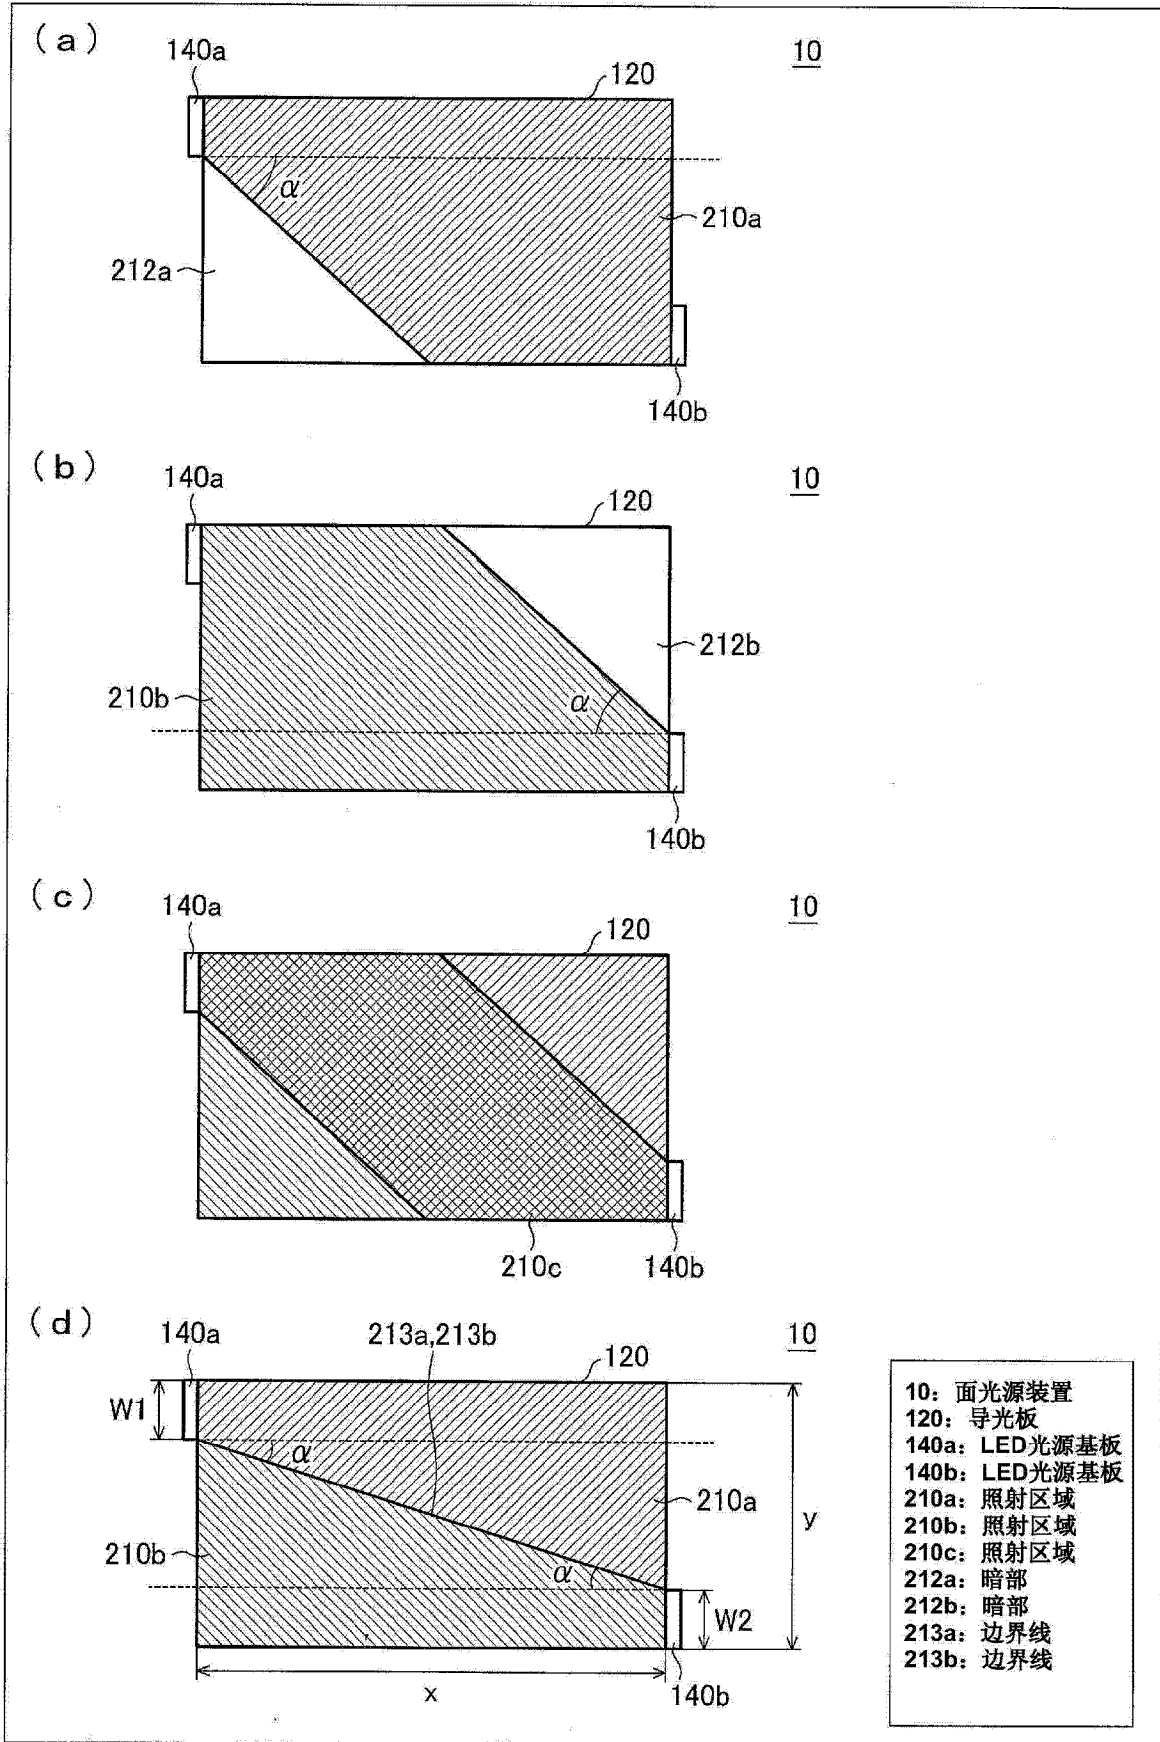 (a)
140a
120
10
α
210a
212a
140b
(b)
140a
120
10
212b
210b
α
140b
(c)
140a
120
10
210c
140b
(d)
140a
213a,213b
120
10
W1
α
210a
y
210b
α
W2
x
140b
10：面光源装置
120：导光板
140a：LED光源基板
140b：LED光源基板
210a：照射区域
210b：照射区域
210c：照射区域
212a：暗部
212b：暗部
213a：边界线
213b：边界线